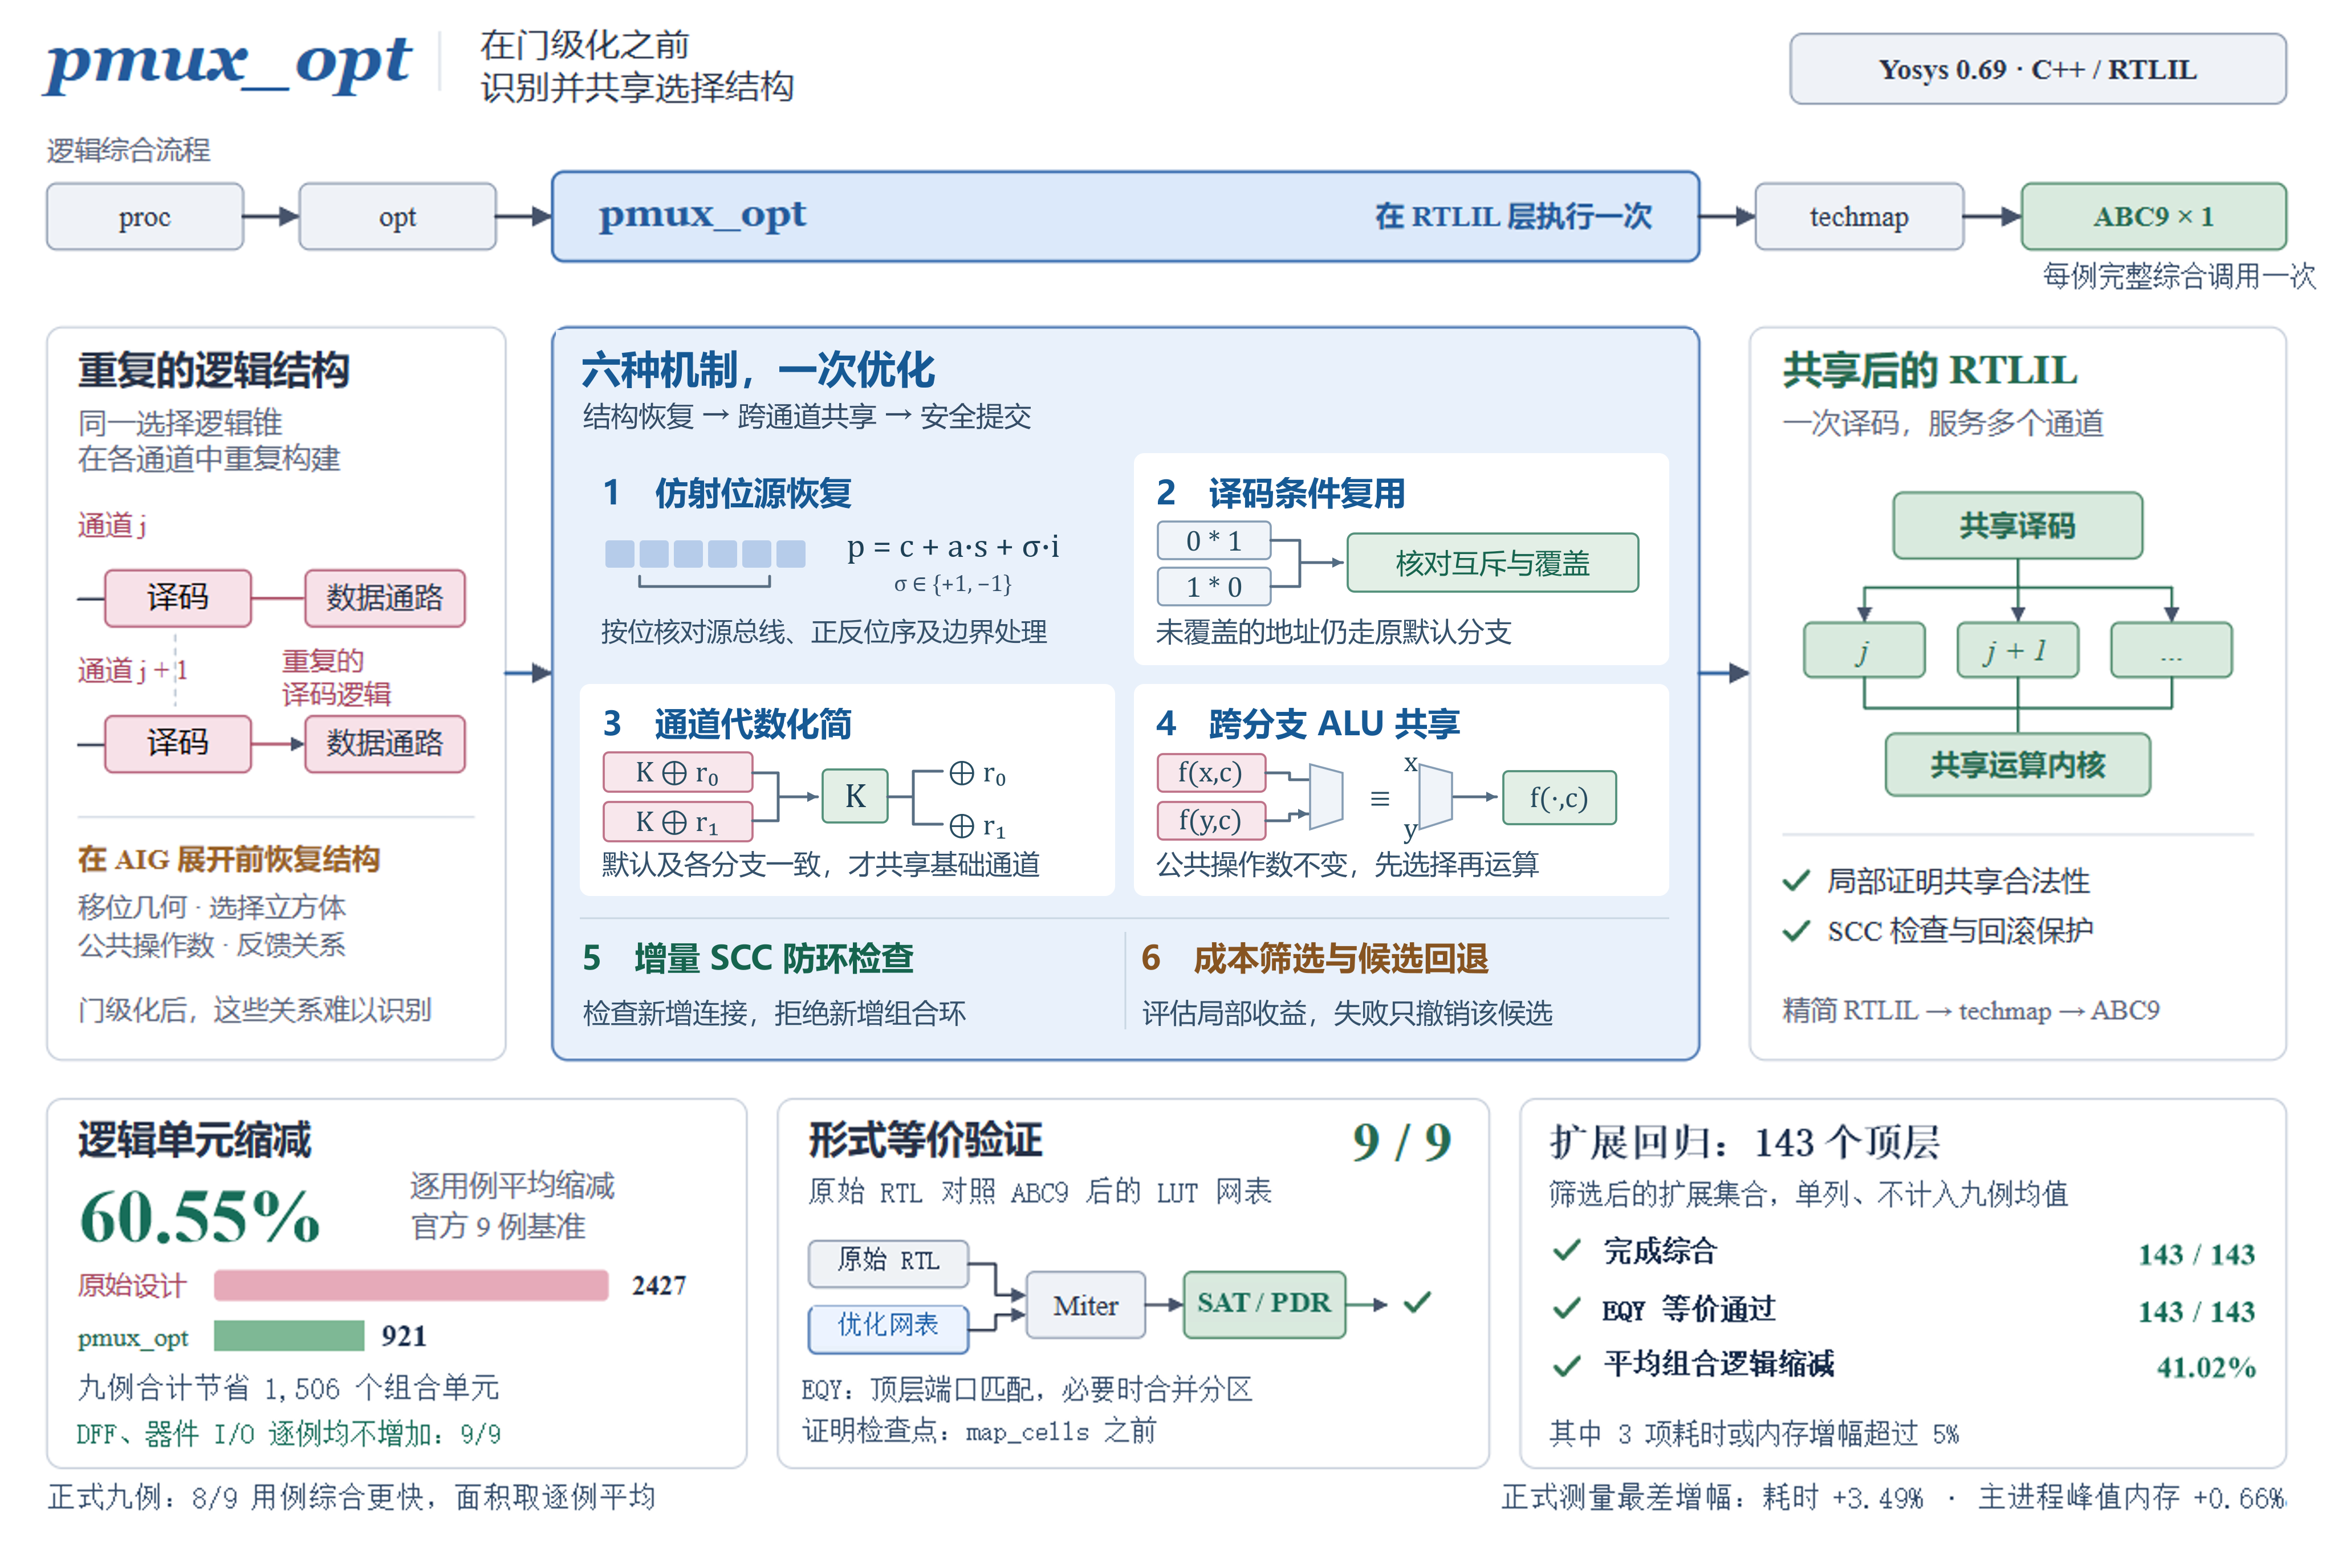 pmux_opt
在门级化之前
识别并共享选择结构
Yosys 0.69 · C++ / RTLIL
逻辑综合流程
proc
opt
pmux_opt
在 RTLIL 层执行一次
techmap
ABC9 × 1
每例完整综合调用一次
重复的逻辑结构
同一选择逻辑锥
在各通道中重复构建
通道 j
译码
数据通路
通道 j + 1
重复的
译码逻辑
译码
数据通路
在 AIG 展开前恢复结构
移位几何 · 选择立方体
公共操作数 · 反馈关系
门级化后，这些关系难以识别
六种机制，一次优化
结构恢复 → 跨通道共享 → 安全提交
1 仿射位源恢复
p = c + a·s + σ·i
σ ∈ {+1, −1}
按位核对源总线、正反位序及边界处理
2 译码条件复用
0 * 1
1 * 0
核对互斥与覆盖
未覆盖的地址仍走原默认分支
3 通道代数化简
K ⊕ r₀
K ⊕ r₁
K
⊕ r₀
⊕ r₁
默认及各分支一致，才共享基础通道
4 跨分支 ALU 共享
f(x,c)
f(y,c)
≡
x
y
f(·,c)
公共操作数不变，先选择再运算
5 增量 SCC 防环检查
检查新增连接，拒绝新增组合环
6 成本筛选与候选回退
评估局部收益，失败只撤销该候选
共享后的 RTLIL
一次译码，服务多个通道
共享译码
j
j + 1
...
共享运算内核
局部证明共享合法性
SCC 检查与回滚保护
精简 RTLIL → techmap → ABC9
逻辑单元缩减
60.55%
逐用例平均缩减
官方 9 例基准
原始设计
2427
pmux_opt
921
九例合计节省 1,506 个组合单元
DFF、器件 I/O 逐例均不增加：9/9
形式等价验证
9 / 9
原始 RTL 对照 ABC9 后的 LUT 网表
原始 RTL
优化网表
Miter
SAT / PDR
EQY：顶层端口匹配，必要时合并分区
证明检查点：map_cells 之前
扩展回归：143 个顶层
筛选后的扩展集合，单列、不计入九例均值
完成综合
143 / 143
EQY 等价通过
143 / 143
平均组合逻辑缩减
41.02%
其中 3 项耗时或内存增幅超过 5%
正式九例：8/9 用例综合更快，面积取逐例平均
正式测量最差增幅：耗时 +3.49% · 主进程峰值内存 +0.66%